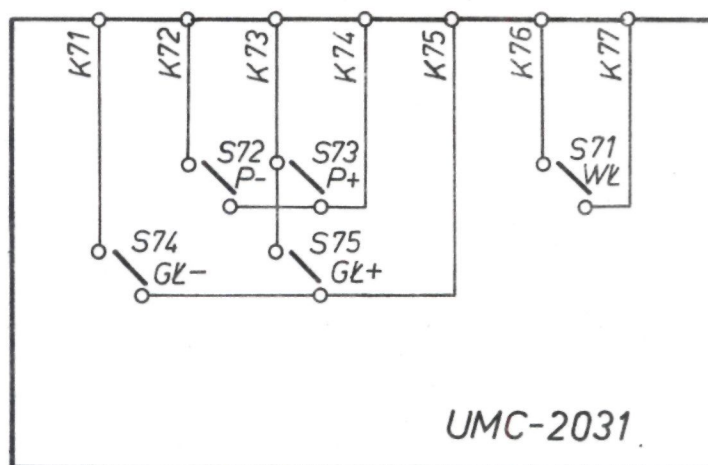 K71
K72
K73
K74
K75
K76
K77
S72
P-
S73
P+
S71
WŁ
S74
GŁ-
S75
GŁ+
UMC-2031